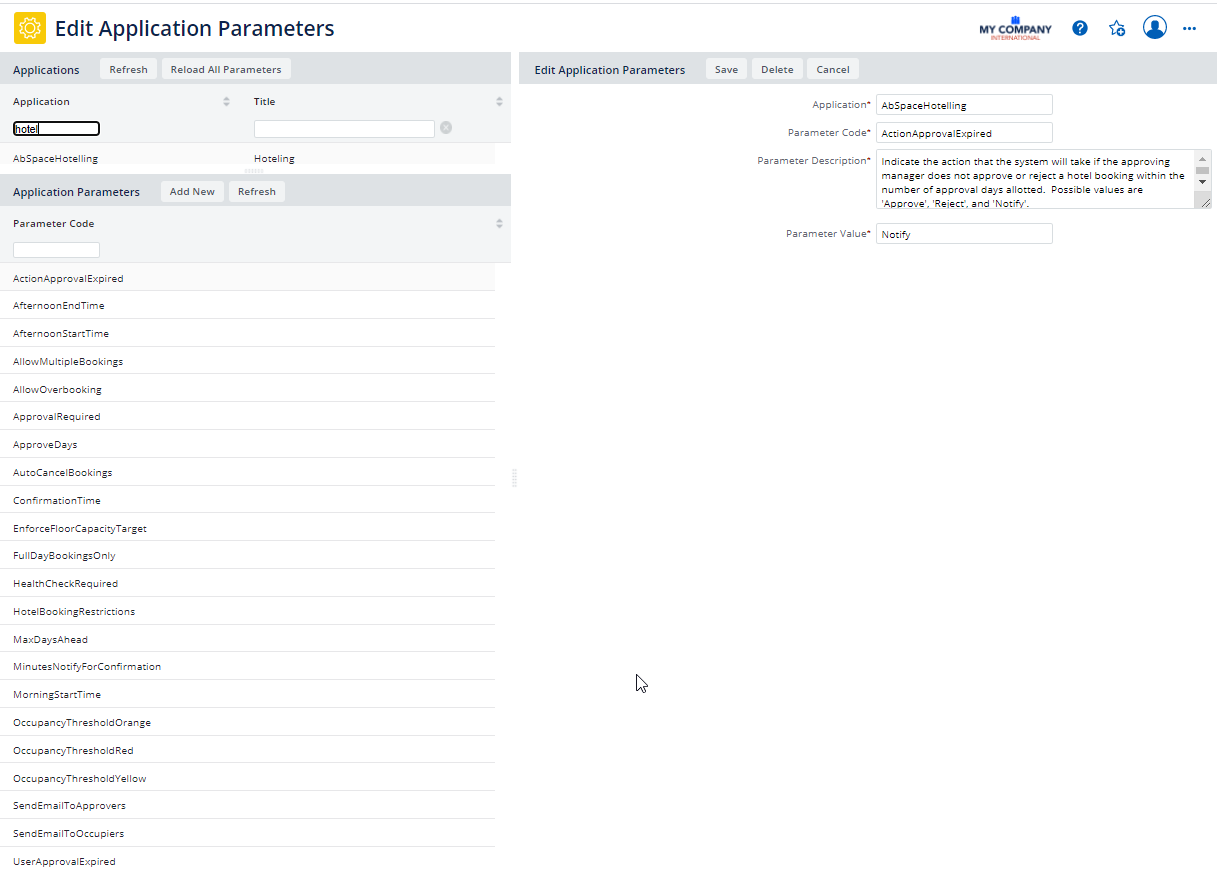 Edit Application Parameters
MY COMPANY
INTERNATIONAL
Applications Refresh Reload All Parameters
Application Title
hotel
AbSpaceHotelling Hoteling
Application Parameters Add New Refresh
Parameter Code
ActionApprovalExpired
AfternoonEndTime
AfternoonStartTime
AllowMultipleBookings
AllowOverbooking
ApprovalRequired
ApproveDays
AutoCancelBookings
ConfirmationTime
EnforceFloorCapacityTarget
FullDayBookingsOnly
HealthCheckRequired
HotelBookingRestrictions
MaxDaysAhead
MinutesNotifyForConfirmation
MorningStartTime
OccupancyThresholdOrange
OccupancyThresholdRed
OccupancyThresholdYellow
SendEmailToApprovers
SendEmailToOccupiers
UserApprovalExpired
Edit Application Parameters Save Delete Cancel
Application* AbSpaceHotelling
Parameter Code* ActionApprovalExpired
Parameter Description* Indicate the action that the system will take if the approving
manager does not approve or reject a hotel booking within the
number of approval days allotted. Possible values are
'Approve', 'Reject', and 'Notify'.
Parameter Value* Notify